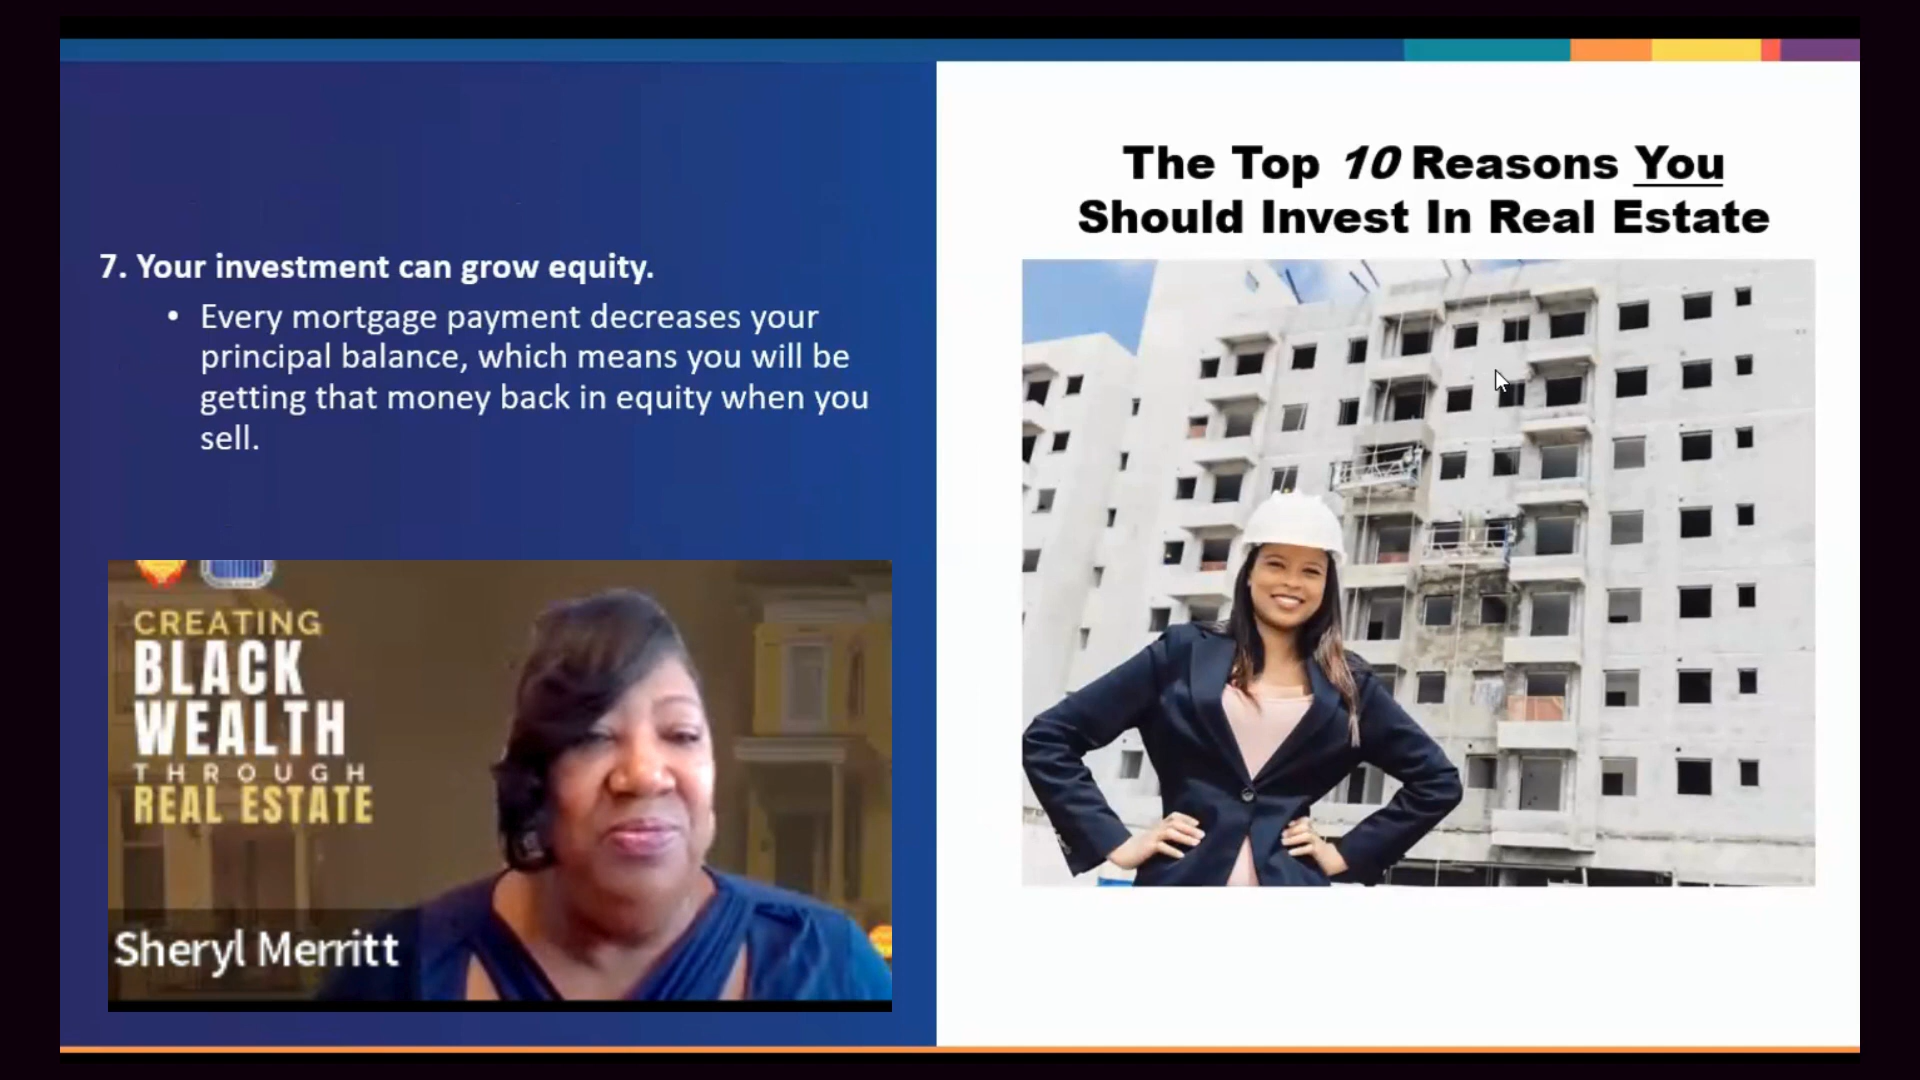 7. Your investment can grow equity.
• Every mortgage payment decreases your
principal balance, which means you will be
getting that money back in equity when you
sell.
The Top 10 Reasons You
Should Invest In Real Estate
CREATING
BLACK
WEALTH
THROUGH
REAL ESTATE
Sheryl Merritt